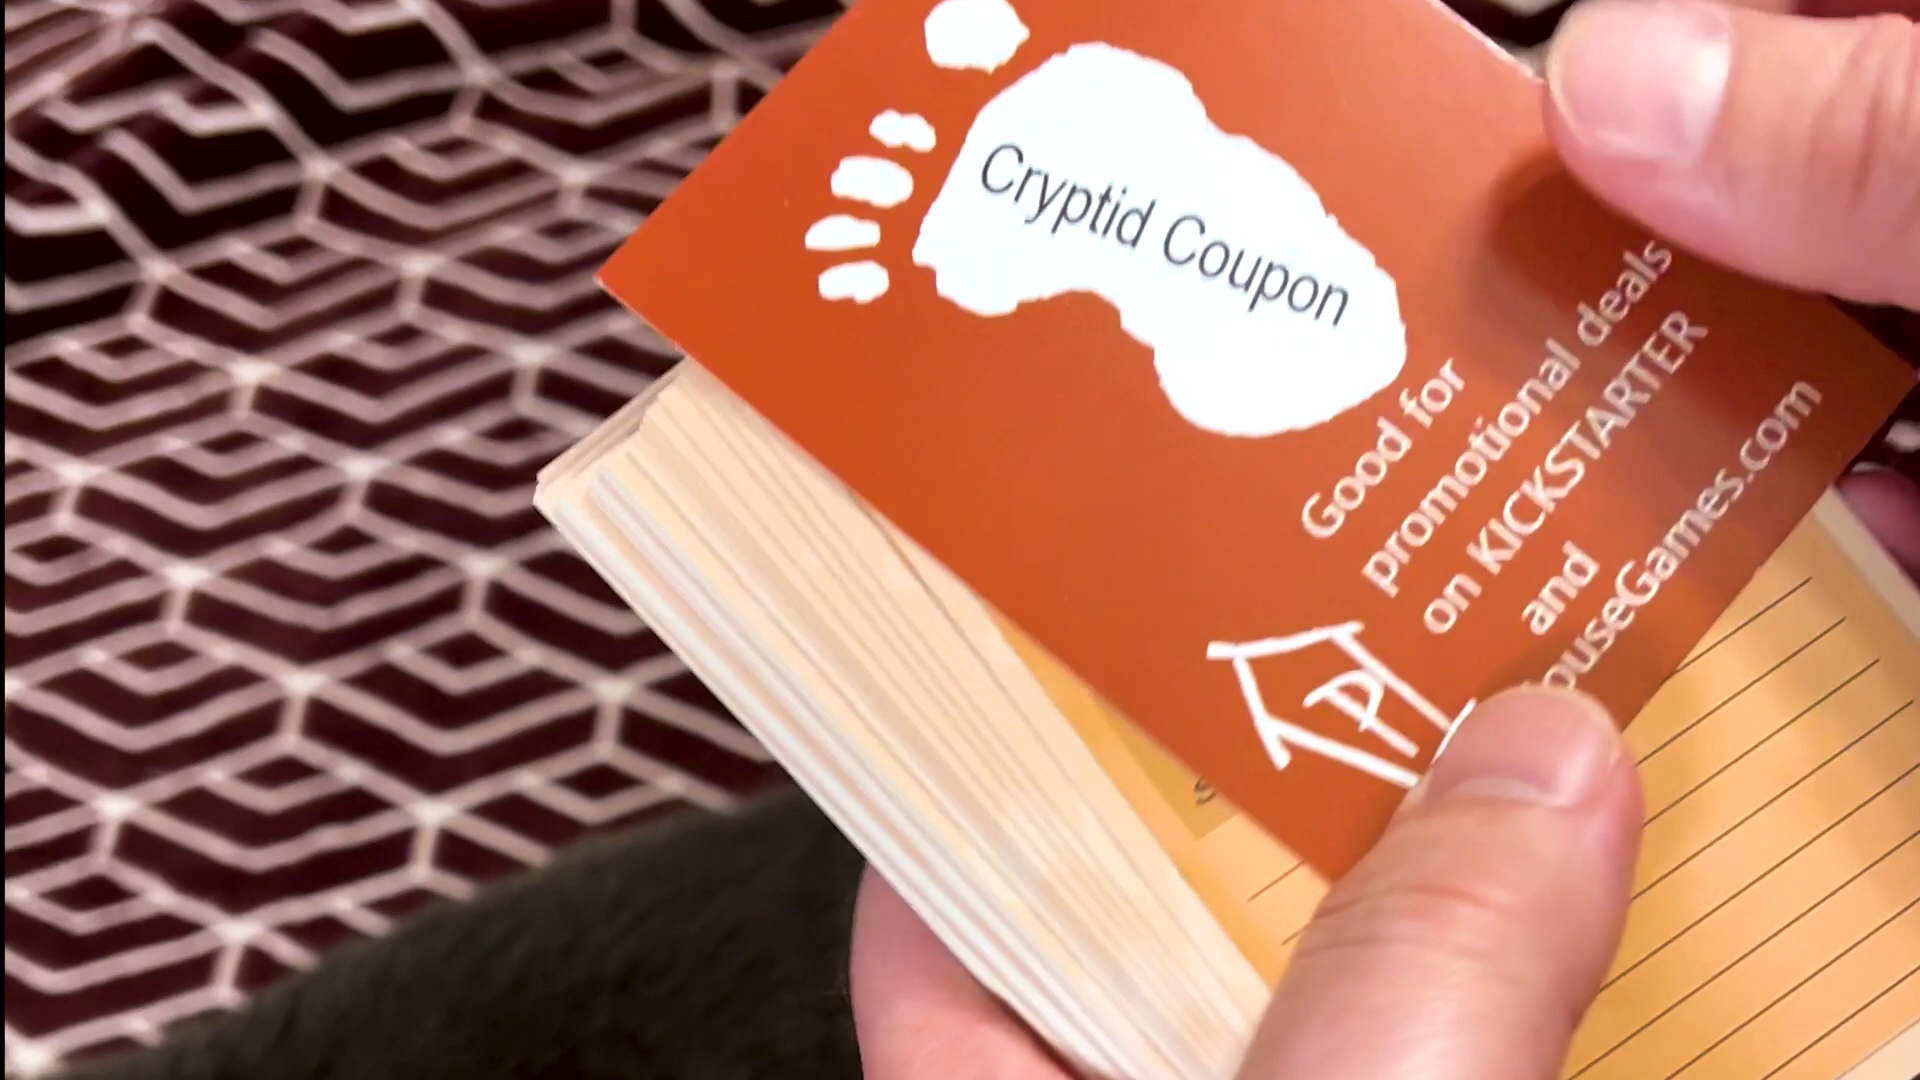 Cryptid Coupon
Good for
promotional deals
on KICKSTARTER
and
ouseGames.com
P